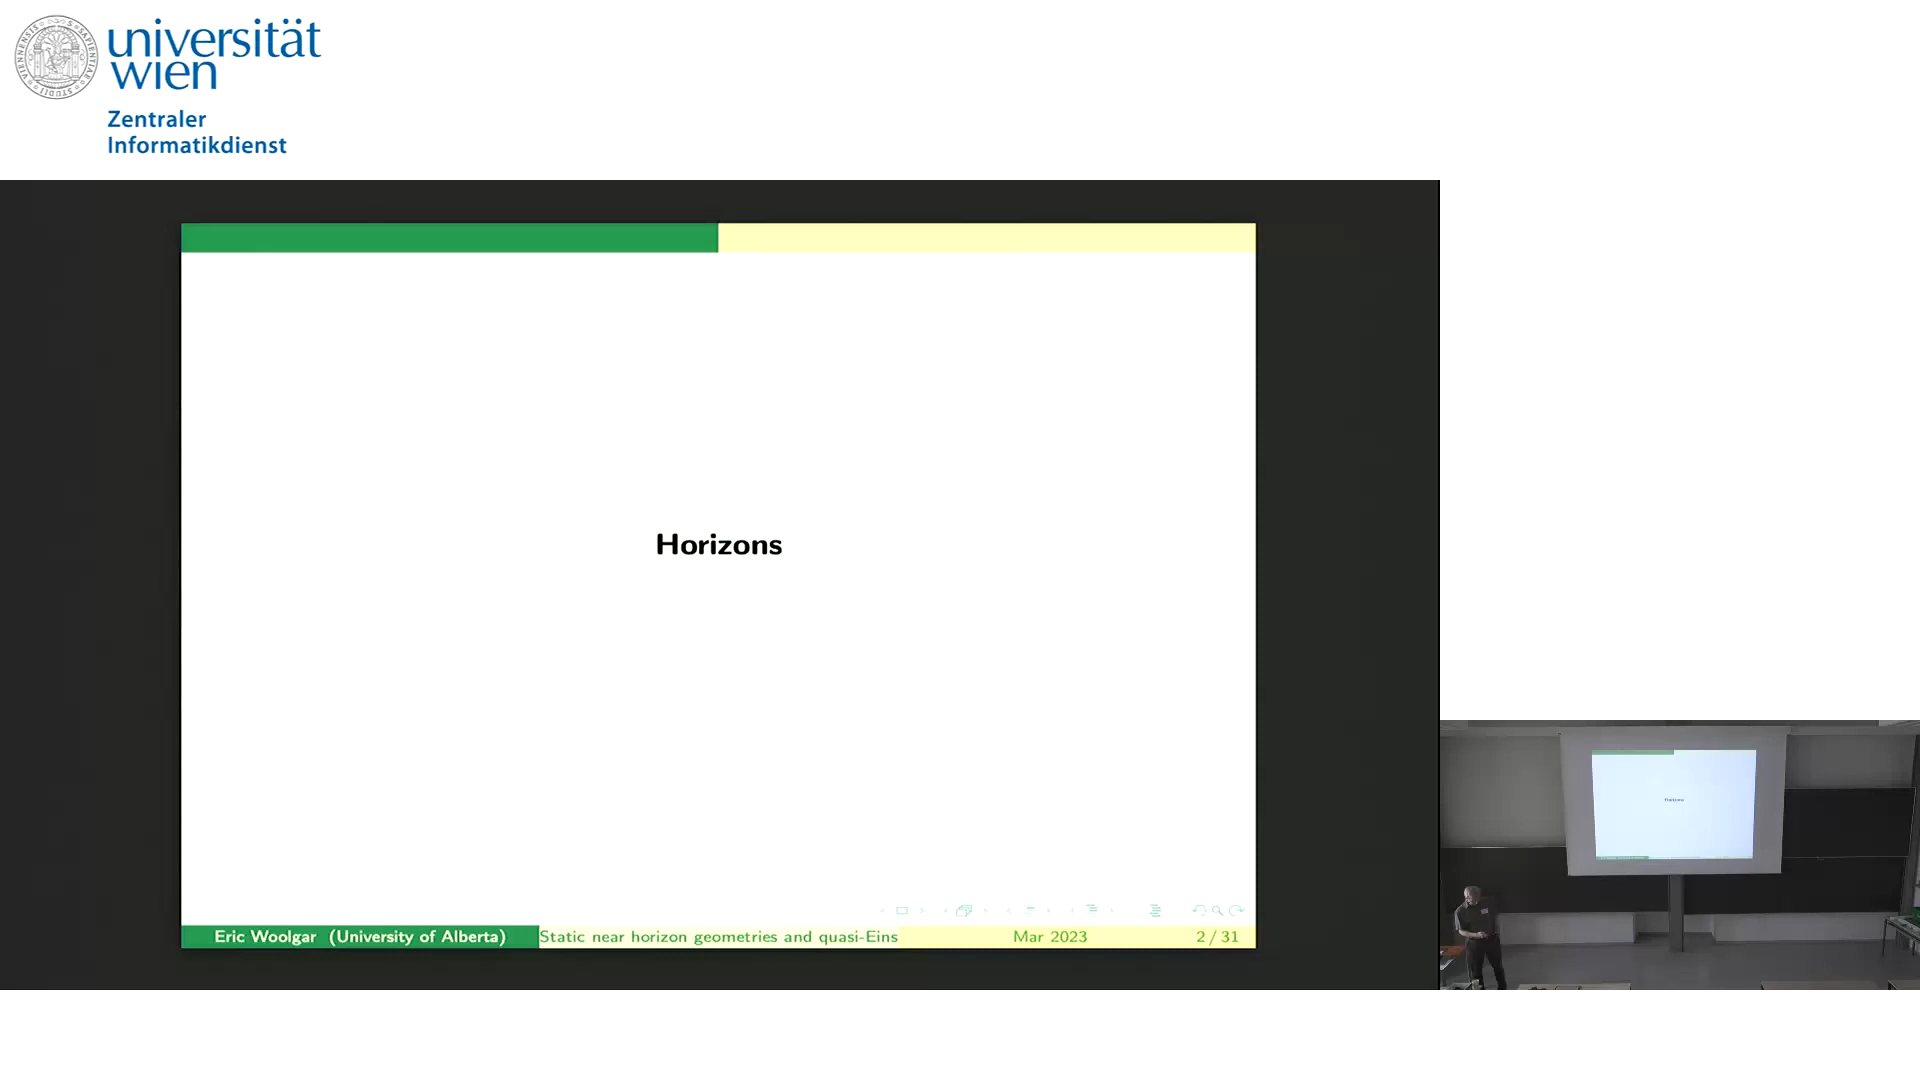 universität
wien
Zentraler
Informatikdienst
Horizons
Eric Woolgar (University of Alberta)
Static near horizon geometries and quasi-Eins
Mar 2023
2 / 31
Horizons